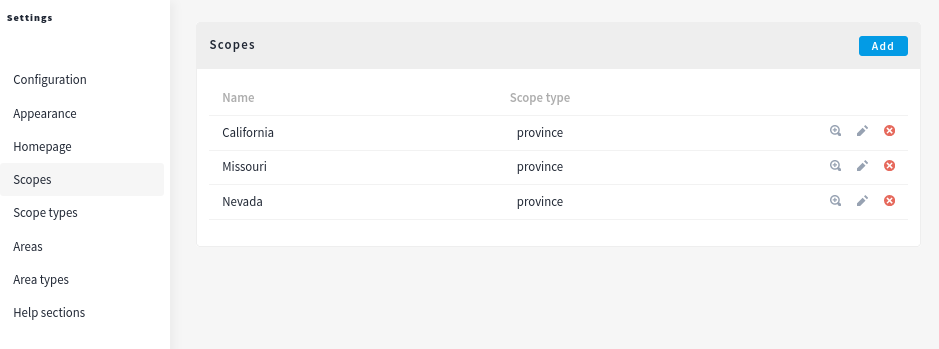 Settings
Configuration
Appearance
Homepage
Scopes
Scope types
Areas
Area types
Help sections
Scopes
Add
Name Scope type
California province
Missouri province
Nevada province